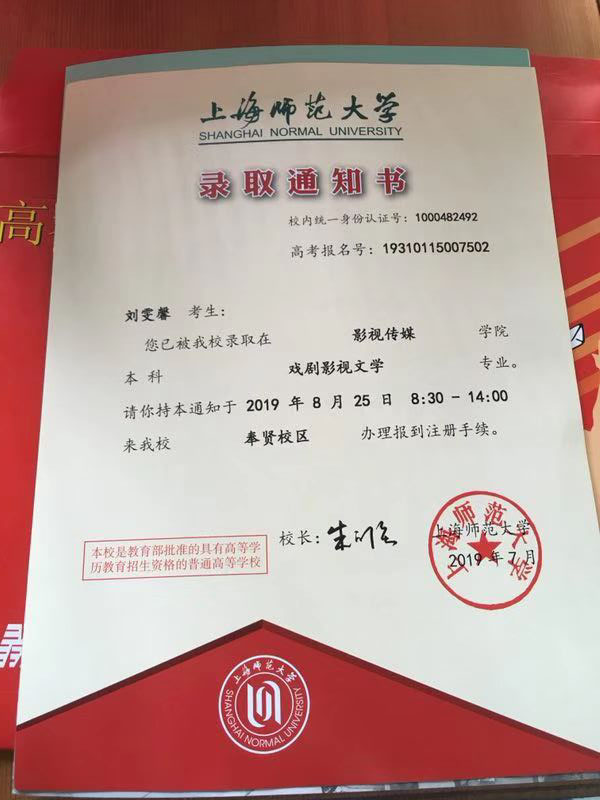 上海师范大学
SHANGHAI NORMAL UNIVERSITY
录取通知书
校内统一身份认证号：1000482492
高考报名号：19310115007502
刘雯馨 考生：
您已被我校录取在 影视传媒 学院
本科 戏剧影视文学 专业。
请你持本通知于 2019 年 8 月 25 日 8:30 - 14:00
来我校 奉贤校区 办理报到注册手续。
校长：
上海师范大学
2019 年 7 月
上海师范大学
本校是教育部批准的具有高等学
历教育招生资格的普通高等学校
上海师范大学
SHANGHAI NORMAL UNIVERSITY
高